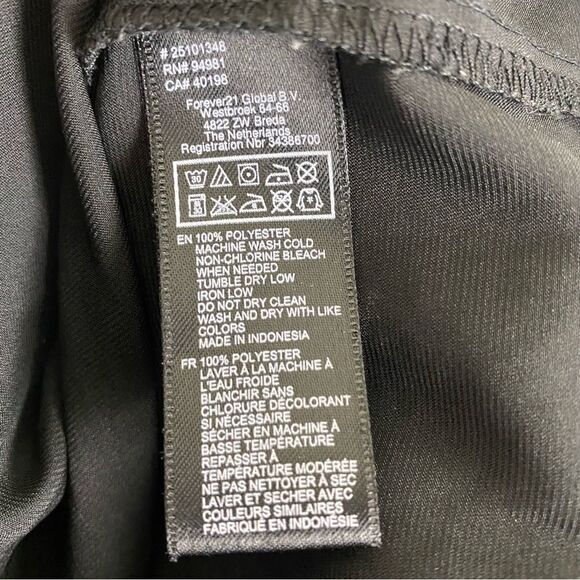 # 25101348
RN# 94981
CA# 40198
Forever21 Global B.V.
Westbroek 64-66
4822 ZW Breda
The Netherlands
Registration Nbr 34386700
30
EN 100% POLYESTER
MACHINE WASH COLD
NON-CHLORINE BLEACH
WHEN NEEDED
TUMBLE DRY LOW
IRON LOW
DO NOT DRY CLEAN
WASH AND DRY WITH LIKE
COLORS
MADE IN INDONESIA
FR 100% POLYESTER
LAVER À LA MACHINE À
L'EAU FROIDE
BLANCHIR SANS
CHLORURE DÉCOLORANT
SI NÉCESSAIRE
SÉCHER EN MACHINE À
BASSE TEMPÉRATURE
REPASSER À
TEMPÉRATURE MODÉRÉE
NE PAS NETTOYER À SEC
LAVER ET SECHER AVEC
COULEURS SIMILAIRES
FABRIQUÉ EN INDONÉSIE